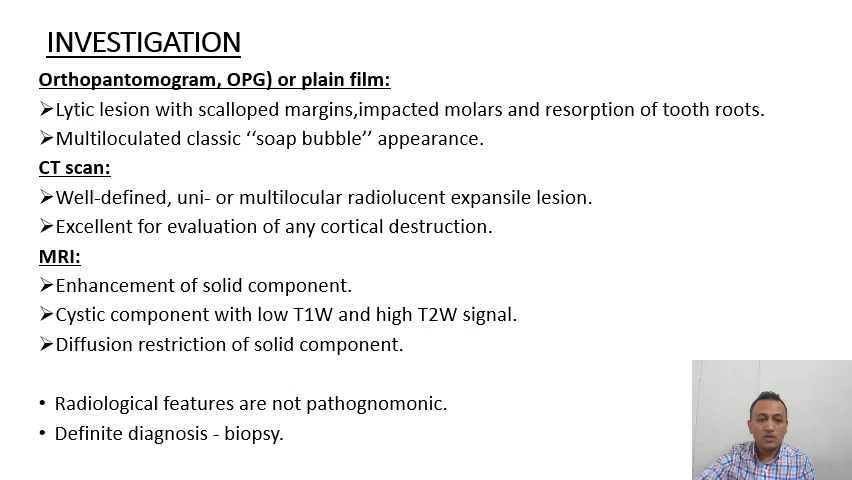 INVESTIGATION
Orthopantomogram, OPG) or plain film:
➢Lytic lesion with scalloped margins,impacted molars and resorption of tooth roots.
➢Multiloculated classic ‘‘soap bubble’’ appearance.
CT scan:
➢Well-defined, uni- or multilocular radiolucent expansile lesion.
➢Excellent for evaluation of any cortical destruction.
MRI:
➢Enhancement of solid component.
➢Cystic component with low T1W and high T2W signal.
➢Diffusion restriction of solid component.
• Radiological features are not pathognomonic.
• Definite diagnosis - biopsy.